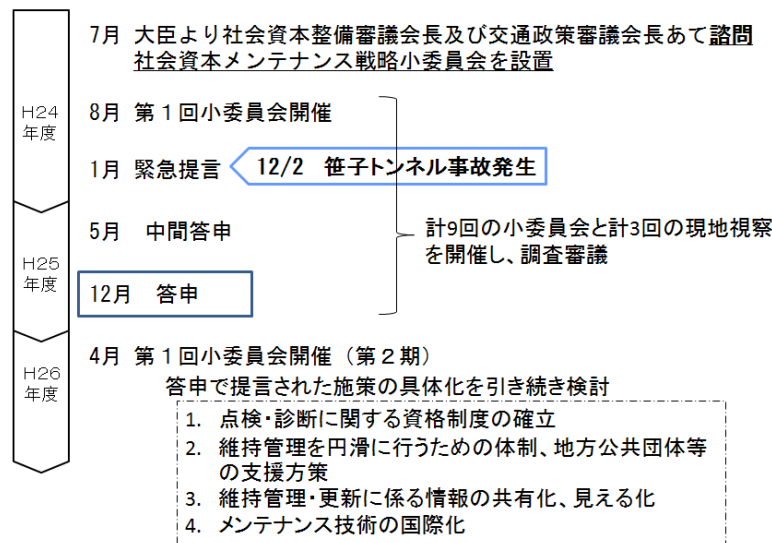 7月 大臣より社会資本整備審議会長及び交通政策審議会長あて諮問
社会資本メンテナンス戦略小委員会を設置
H24
年度
8月 第１回小委員会開催
1月 緊急提言
12/2 笹子トンネル事故発生
5月 中間答申
計9回の小委員会と計3回の現地視察
を開催し、調査審議
H25
年度
12月 答申
4月 第１回小委員会開催（第２期）
H26
年度
答申で提言された施策の具体化を引き続き検討
1. 点検・診断に関する資格制度の確立
2. 維持管理を円滑に行うための体制、地方公共団体等
の支援方策
3. 維持管理・更新に係る情報の共有化、見える化
4. メンテナンス技術の国際化